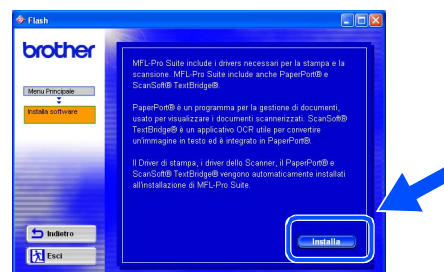 Flash
brother
Menu Principale
Installa software
MFL-Pro Suite include i drivers necessari per la stampa e la
scansione. MFL-Pro Suite include anche PaperPort® e
ScanSoft® TextBridge®.
PaperPort® è un programma per la gestione di documenti,
usato per visualizzare i documenti scannerizzati. ScanSoft®
TextBridge® è un applicativo OCR utile per convertire
un'immagine in testo ed è integrato in PaperPort®.
Il Driver di stampa, i driver dello Scanner, il PaperPort® e
ScanSoft® TextBridge® vengono automaticamente installati
all'installazione di MFL-Pro Suite.
Installa
Indietro
Esci